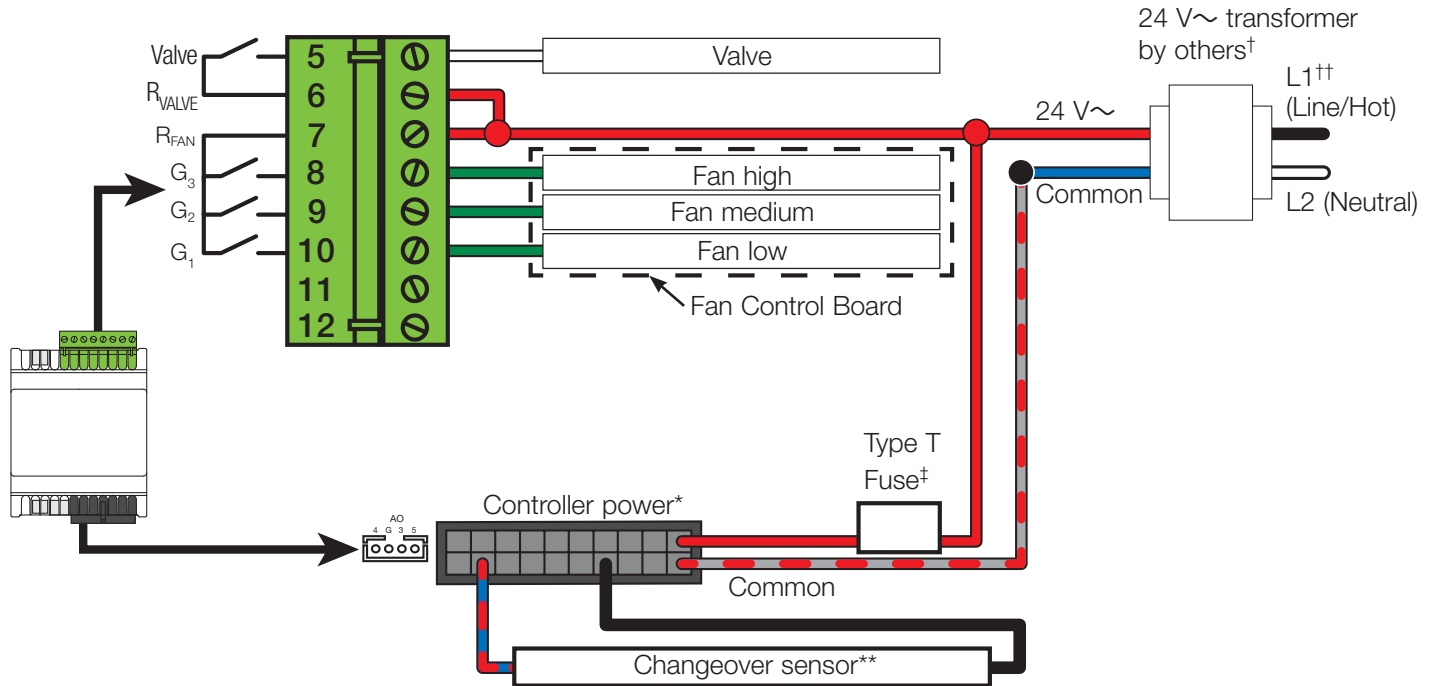 24 V～ transformer
by others†
L1††
(Line/Hot)
L2 (Neutral)
24 V～
Common
Valve
R VALVE
R FAN
G3
G2
G1
5
6
7
8
9
10
11
12
Valve
Fan high
Fan medium
Fan low
Fan Control Board
Type T
Fuse‡
Controller power*
AO
4 G 3 5
Common
Changeover sensor**